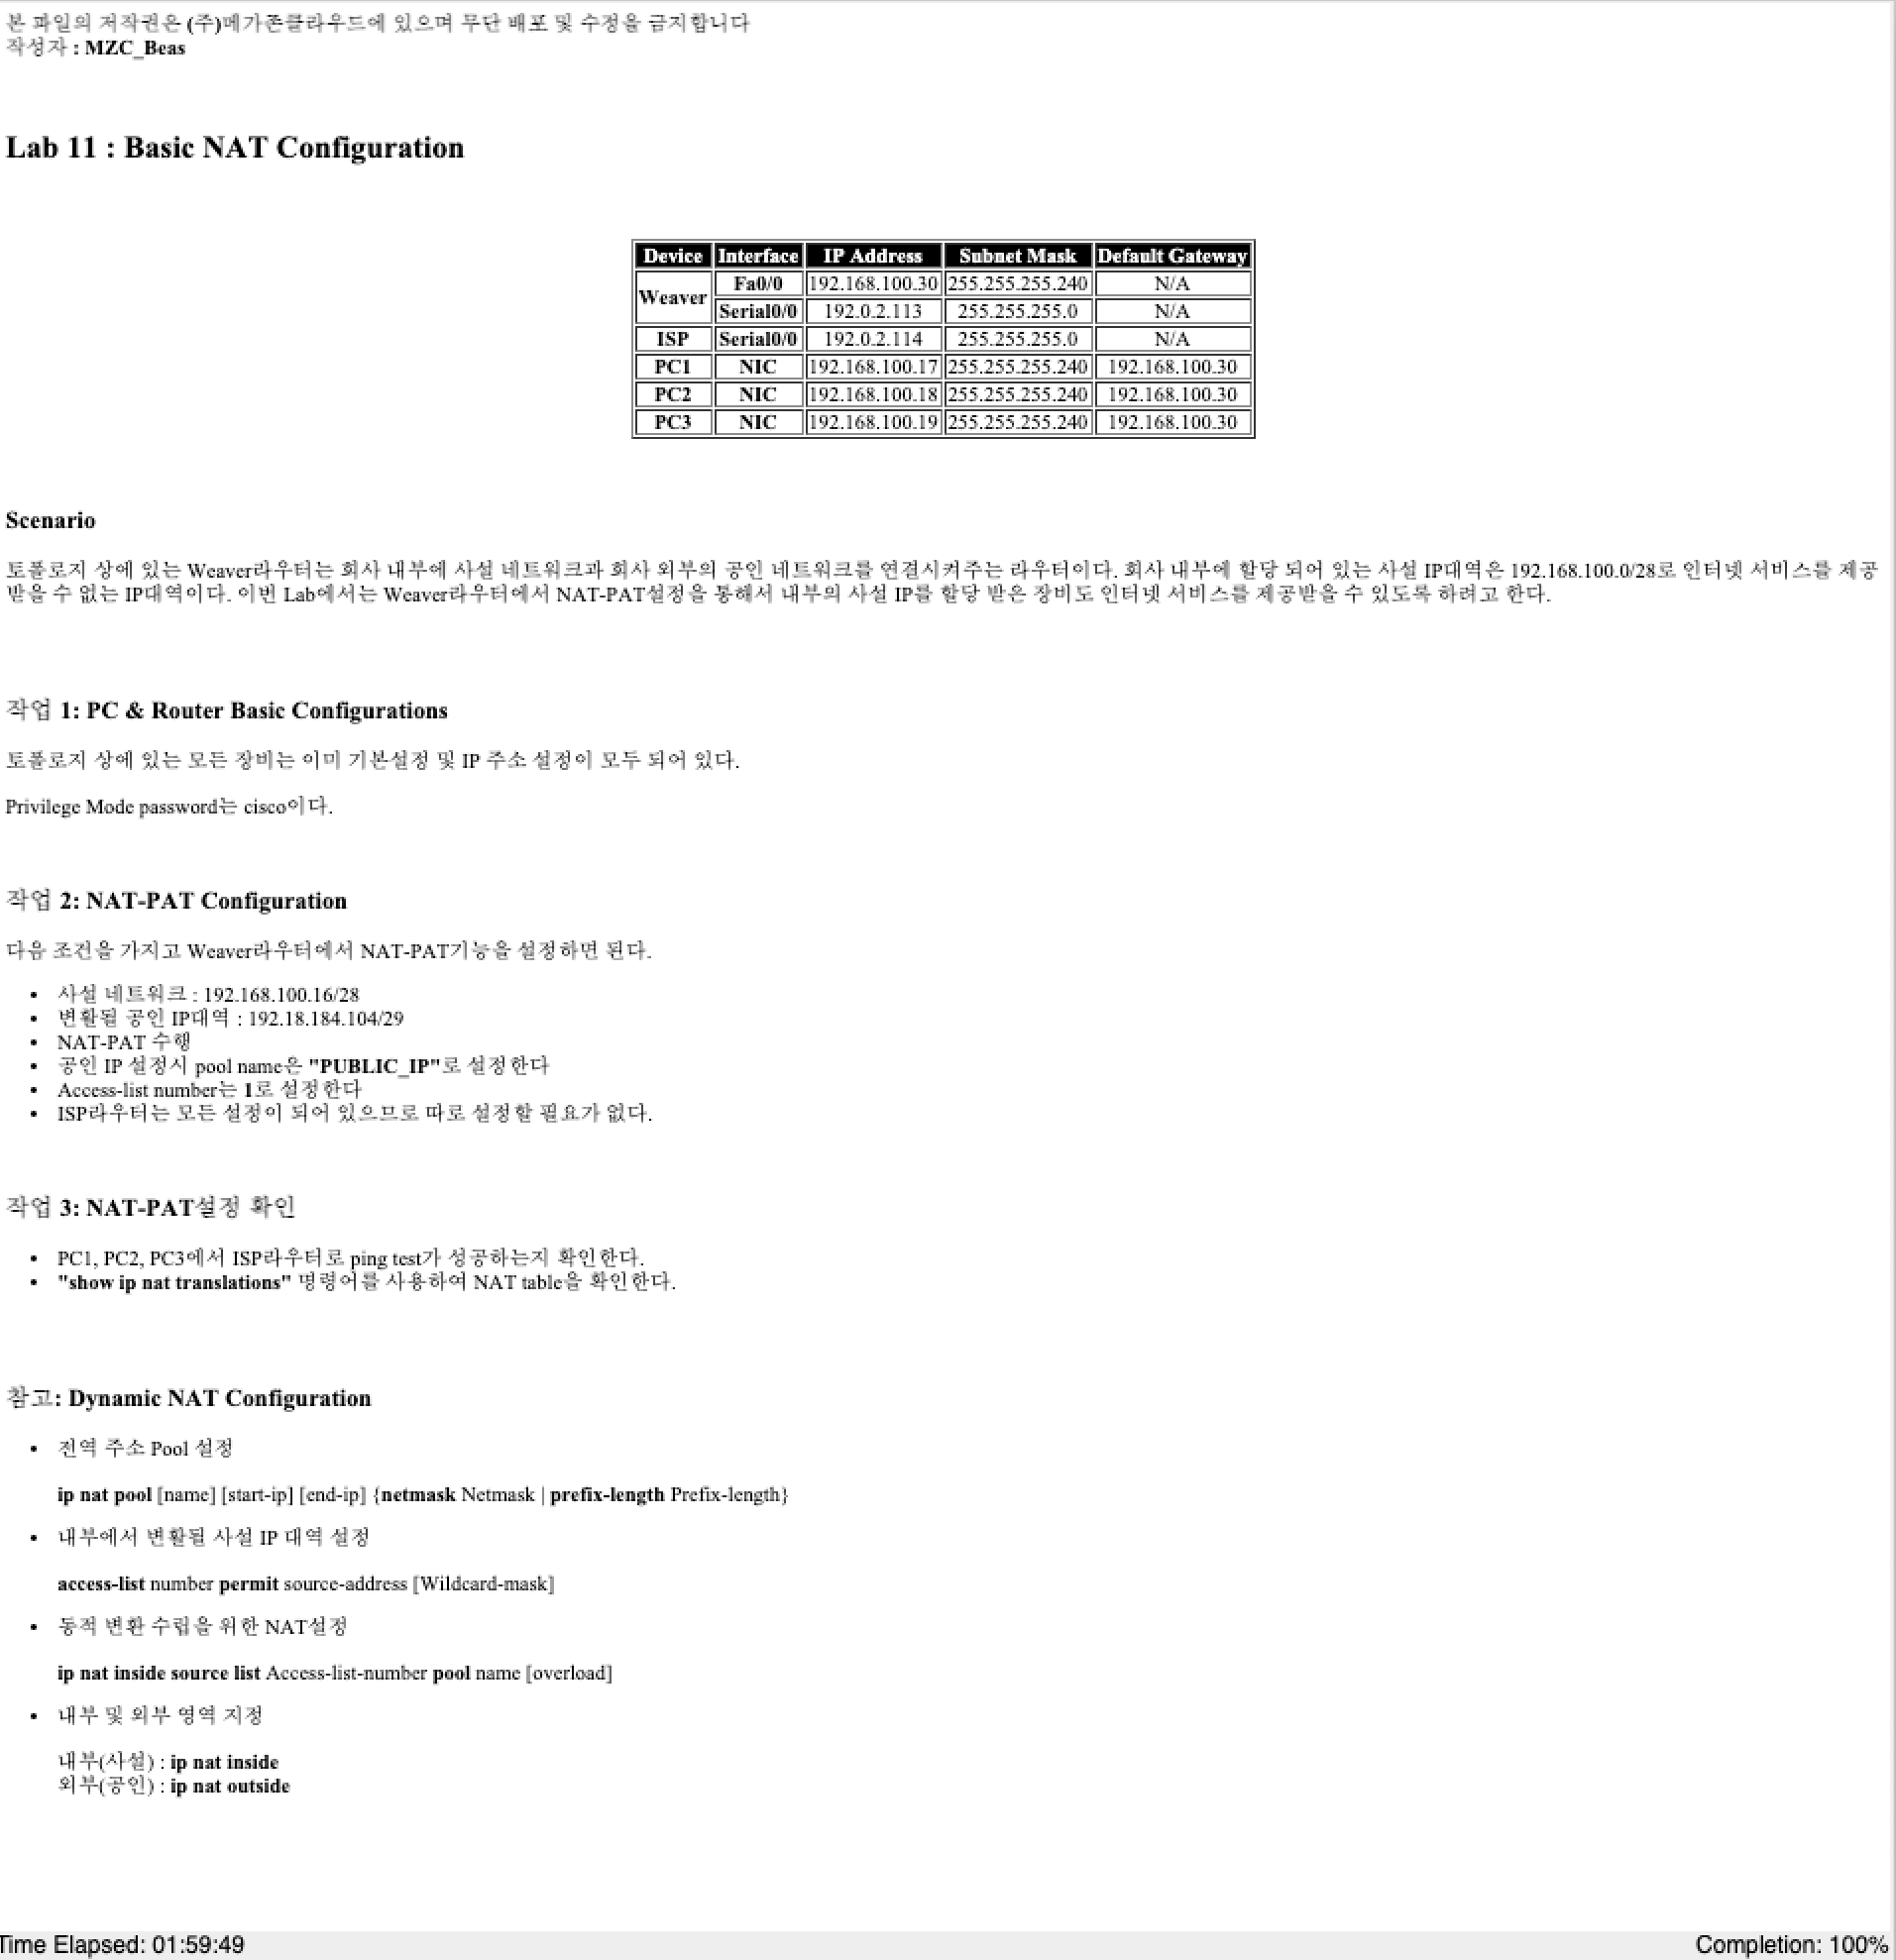 본 파일의 저작권은 (주)메가존클라우드에 있으며 무단 배포 및 수정을 금지합니다
작성자 : MZC_Beas
Lab 11 : Basic NAT Configuration
Device Interface IP Address Subnet Mask Default Gateway
Weaver Fa0/0 192.168.100.30 255.255.255.240 N/A
Serial0/0 192.0.2.113 255.255.255.0 N/A
ISP Serial0/0 192.0.2.114 255.255.255.0 N/A
PC1 NIC 192.168.100.17 255.255.255.240 192.168.100.30
PC2 NIC 192.168.100.18 255.255.255.240 192.168.100.30
PC3 NIC 192.168.100.19 255.255.255.240 192.168.100.30
Scenario
토폴로지 상에 있는 Weaver라우터는 회사 내부에 사설 네트워크과 회사 외부의 공인 네트워크를 연결시켜주는 라우터이다. 회사 내부에 할당 되어 있는 사설 IP대역은 192.168.100.0/28로 인터넷 서비스를 제공
받을 수 없는 IP대역이다. 이번 Lab에서는 Weaver라우터에서 NAT-PAT설정을 통해서 내부의 사설 IP를 할당 받은 장비도 인터넷 서비스를 제공받을 수 있도록 하려고 한다.
작업 1: PC & Router Basic Configurations
토폴로지 상에 있는 모든 장비는 이미 기본설정 및 IP 주소 설정이 모두 되어 있다.
Privilege Mode password는 cisco이다.
작업 2: NAT-PAT Configuration
다음 조건을 가지고 Weaver라우터에서 NAT-PAT기능을 설정하면 된다.
• 사설 네트워크 : 192.168.100.16/28
• 변환될 공인 IP대역 : 192.18.184.104/29
• NAT-PAT 수행
• 공인 IP 설정시 pool name은 "PUBLIC_IP"로 설정한다
• Access-list number는 1로 설정한다
• ISP라우터는 모든 설정이 되어 있으므로 따로 설정할 필요가 없다.
작업 3: NAT-PAT설정 확인
• PC1, PC2, PC3에서 ISP라우터로 ping test가 성공하는지 확인한다.
• "show ip nat translations" 명령어를 사용하여 NAT table을 확인한다.
참고: Dynamic NAT Configuration
• 전역 주소 Pool 설정
ip nat pool [name] [start-ip] [end-ip] {netmask Netmask | prefix-length Prefix-length}
• 내부에서 변환될 사설 IP 대역 설정
access-list number permit source-address [Wildcard-mask]
• 동적 변환 수립을 위한 NAT설정
ip nat inside source list Access-list-number pool name [overload]
• 내부 및 외부 영역 지정
내부(사설) : ip nat inside
외부(공인) : ip nat outside
Time Elapsed: 01:59:49 Completion: 100%